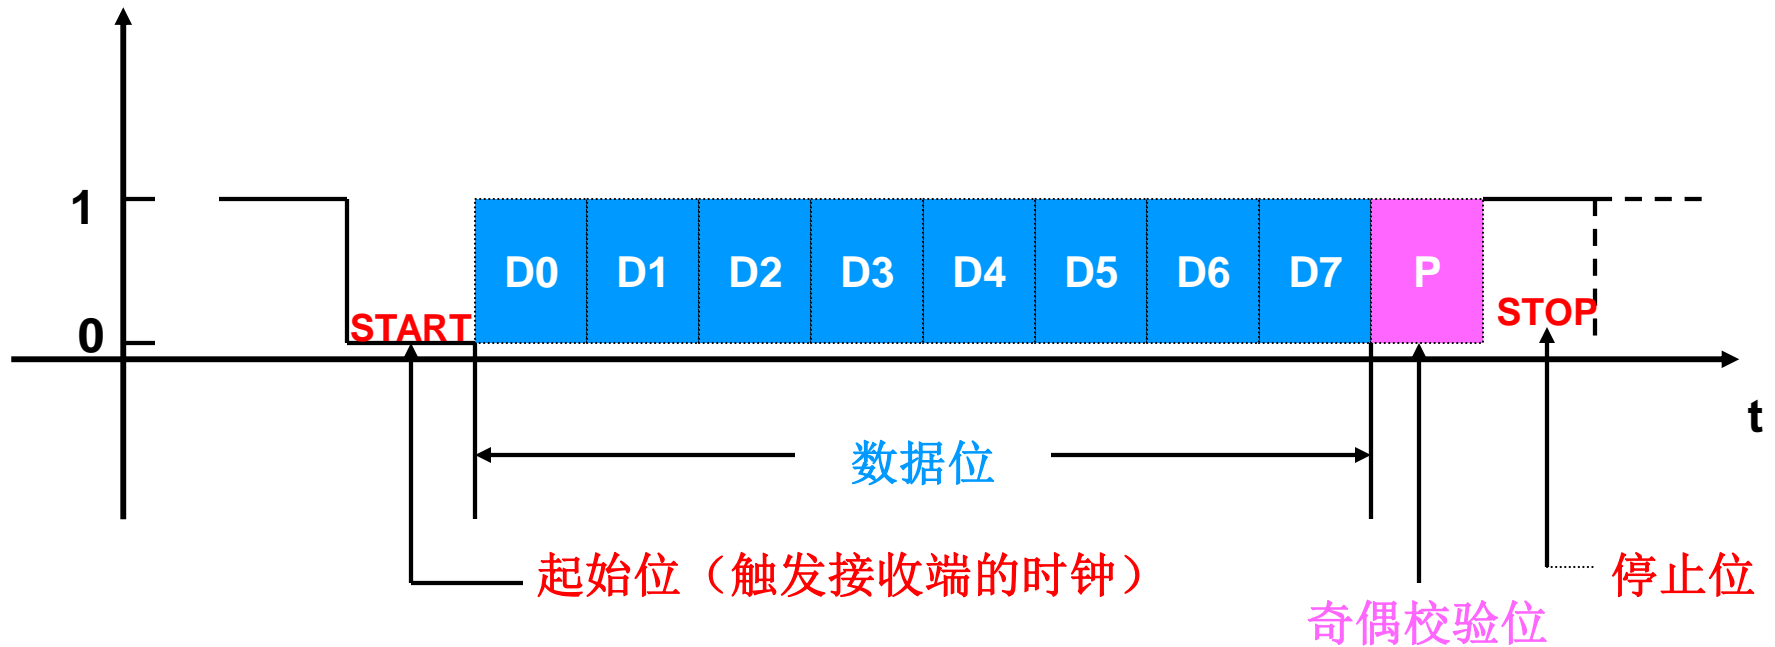 1
D0 D1 D2 D3 D4 D5 D6 D7 P
START
STOP
0
t
数据位
起始位（触发接收端的时钟）
停止位
奇偶校验位